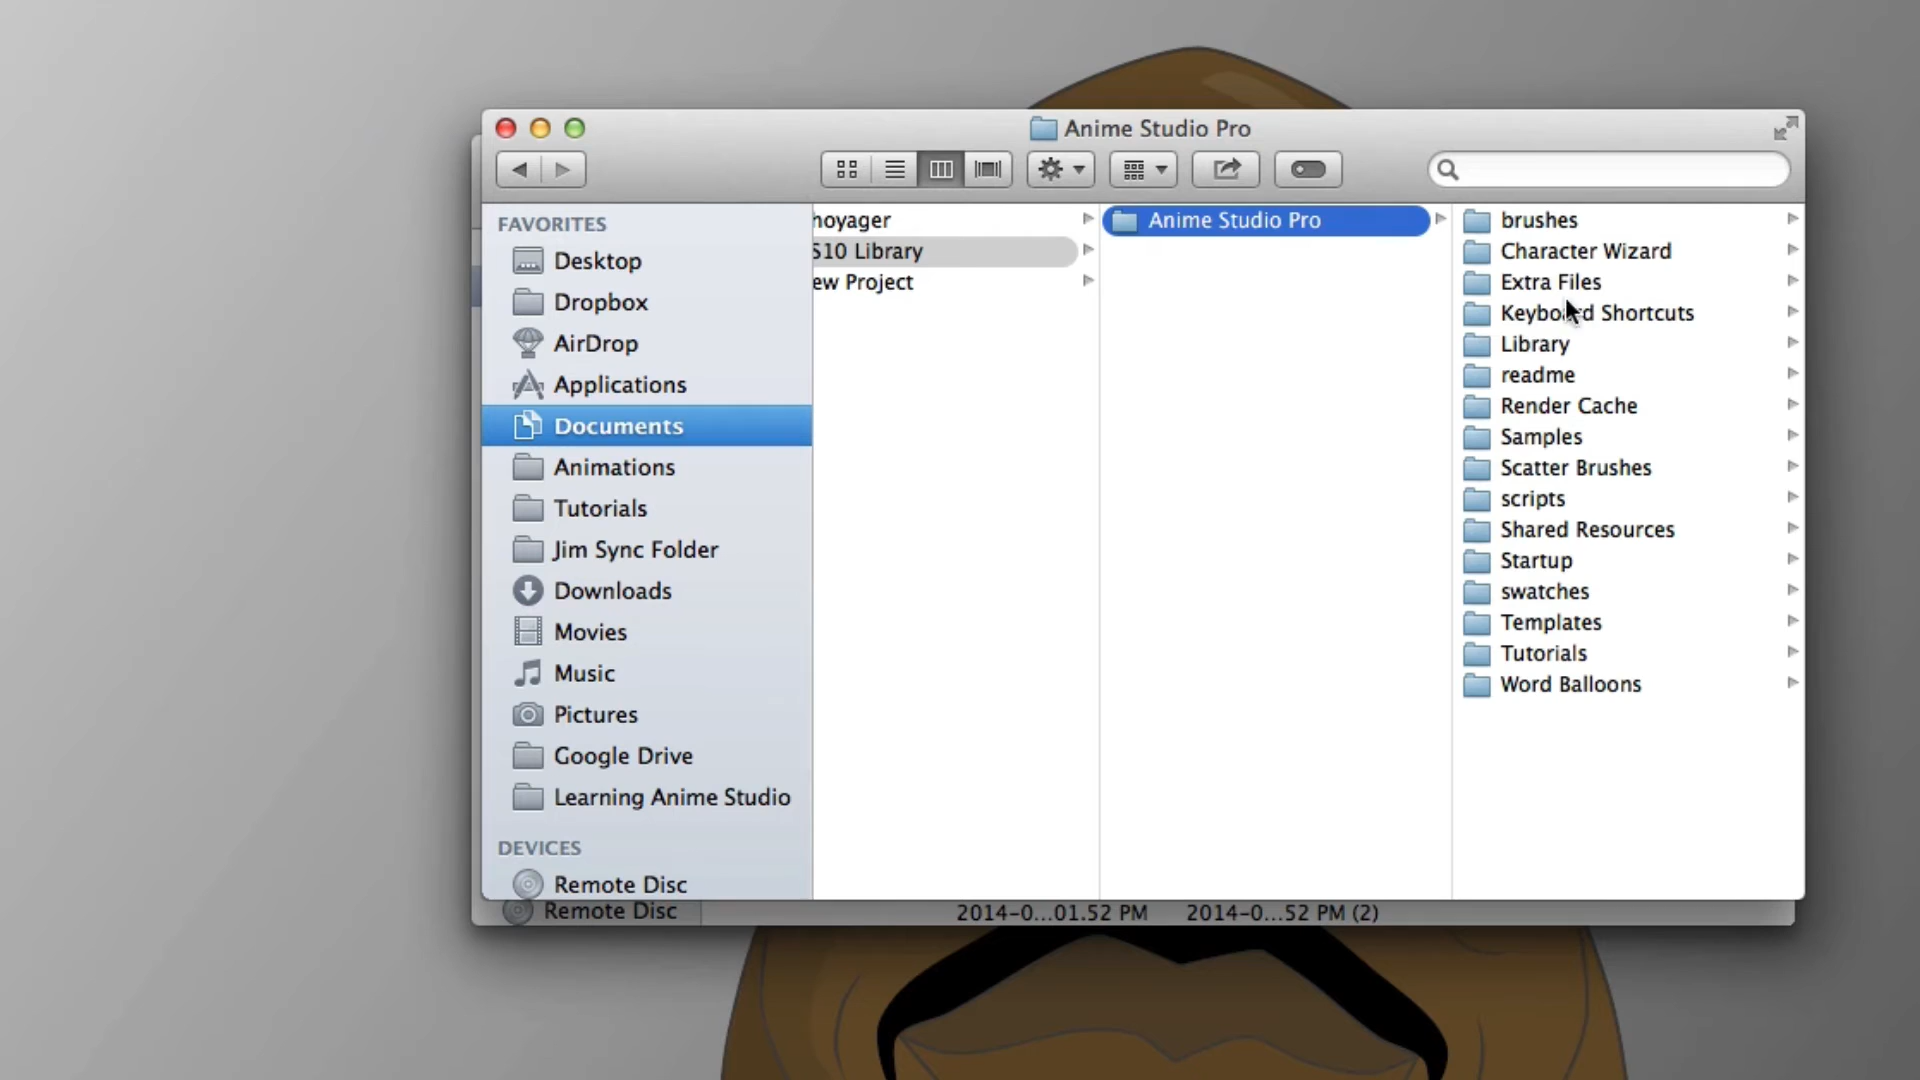 Anime Studio Pro
FAVORITES
Desktop
Dropbox
AirDrop
Applications
Documents
Animations
Tutorials
Jim Sync Folder
Downloads
Movies
Music
Pictures
Google Drive
Learning Anime Studio
DEVICES
Remote Disc
hoyager
S10 Library
ew Project
Anime Studio Pro
brushes
Character Wizard
Extra Files
Keyboard Shortcuts
Library
readme
Render Cache
Samples
Scatter Brushes
scripts
Shared Resources
Startup
swatches
Templates
Tutorials
Word Balloons
Remote Disc
2014-0...01.52 PM
2014-0...52 PM (2)